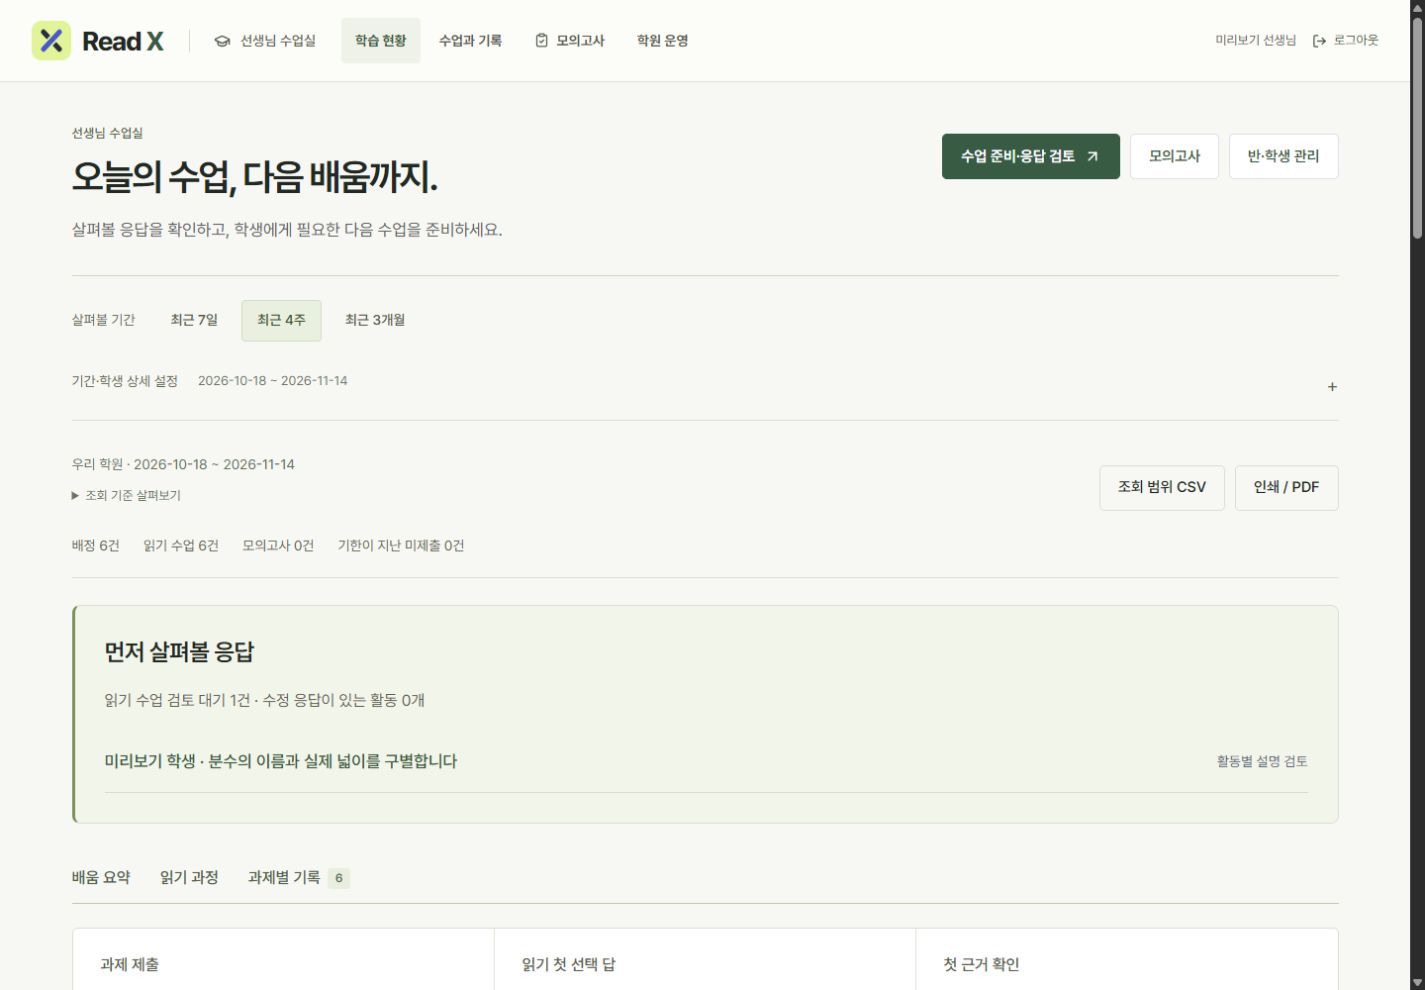 Read X
선생님 수업실
학습 현황
수업과 기록
모의고사
학원 운영
미리보기 선생님
로그아웃
선생님 수업실
오늘의 수업, 다음 배움까지.
살펴볼 응답을 확인하고, 학생에게 필요한 다음 수업을 준비하세요.
수업 준비·응답 검토
모의고사
반·학생 관리
살펴볼 기간
최근 7일
최근 4주
최근 3개월
기간·학생 상세 설정 2026-10-18 ~ 2026-11-14
+
우리 학원 · 2026-10-18 ~ 2026-11-14
조회 기준 살펴보기
조회 범위 CSV
인쇄 / PDF
배정 6건 읽기 수업 6건 모의고사 0건 기한이 지난 미제출 0건
먼저 살펴볼 응답
읽기 수업 검토 대기 1건 · 수정 응답이 있는 활동 0개
미리보기 학생 · 분수의 이름과 실제 넓이를 구별합니다
활동별 설명 검토
배움 요약
읽기 과정
과제별 기록 6
과제 제출
읽기 첫 선택 답
첫 근거 확인